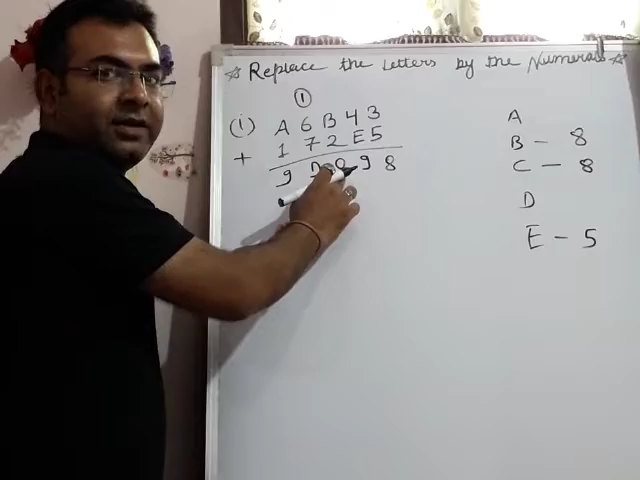 * Replace the Letters by the Numerals *
1
(i) A 6 B 4 3
+ 1 7 2 E 5
9 D 0 9 8
A
B - 8
C - 8
D
E - 5